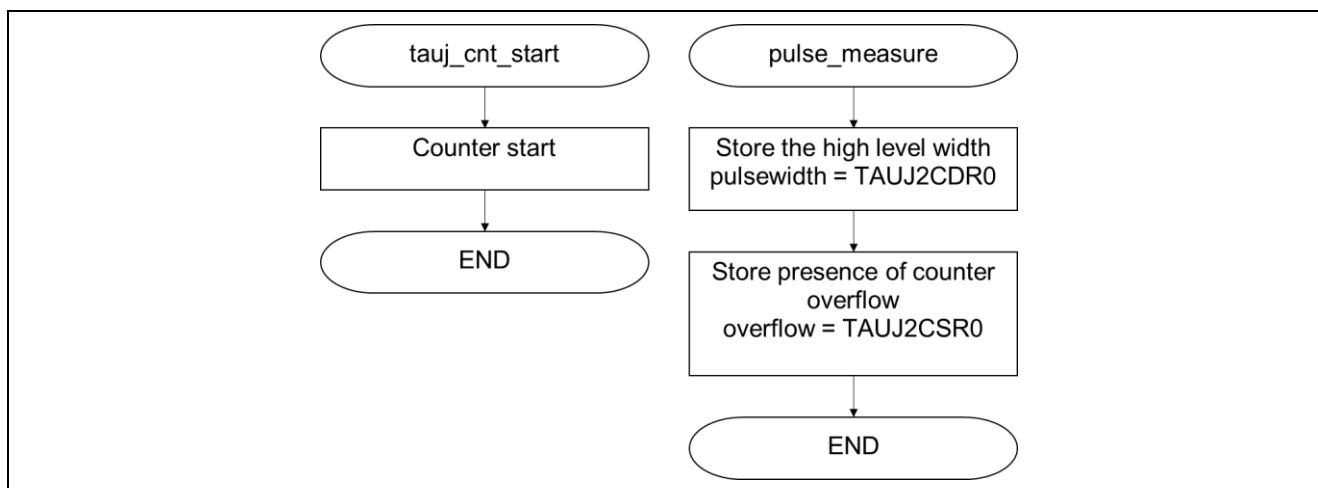 tauj_cnt_start
Counter start
END
pulse_measure
Store the high level width
pulsewidth = TAUJ2CDR0
Store presence of counter
overflow
overflow = TAUJ2CSR0
END